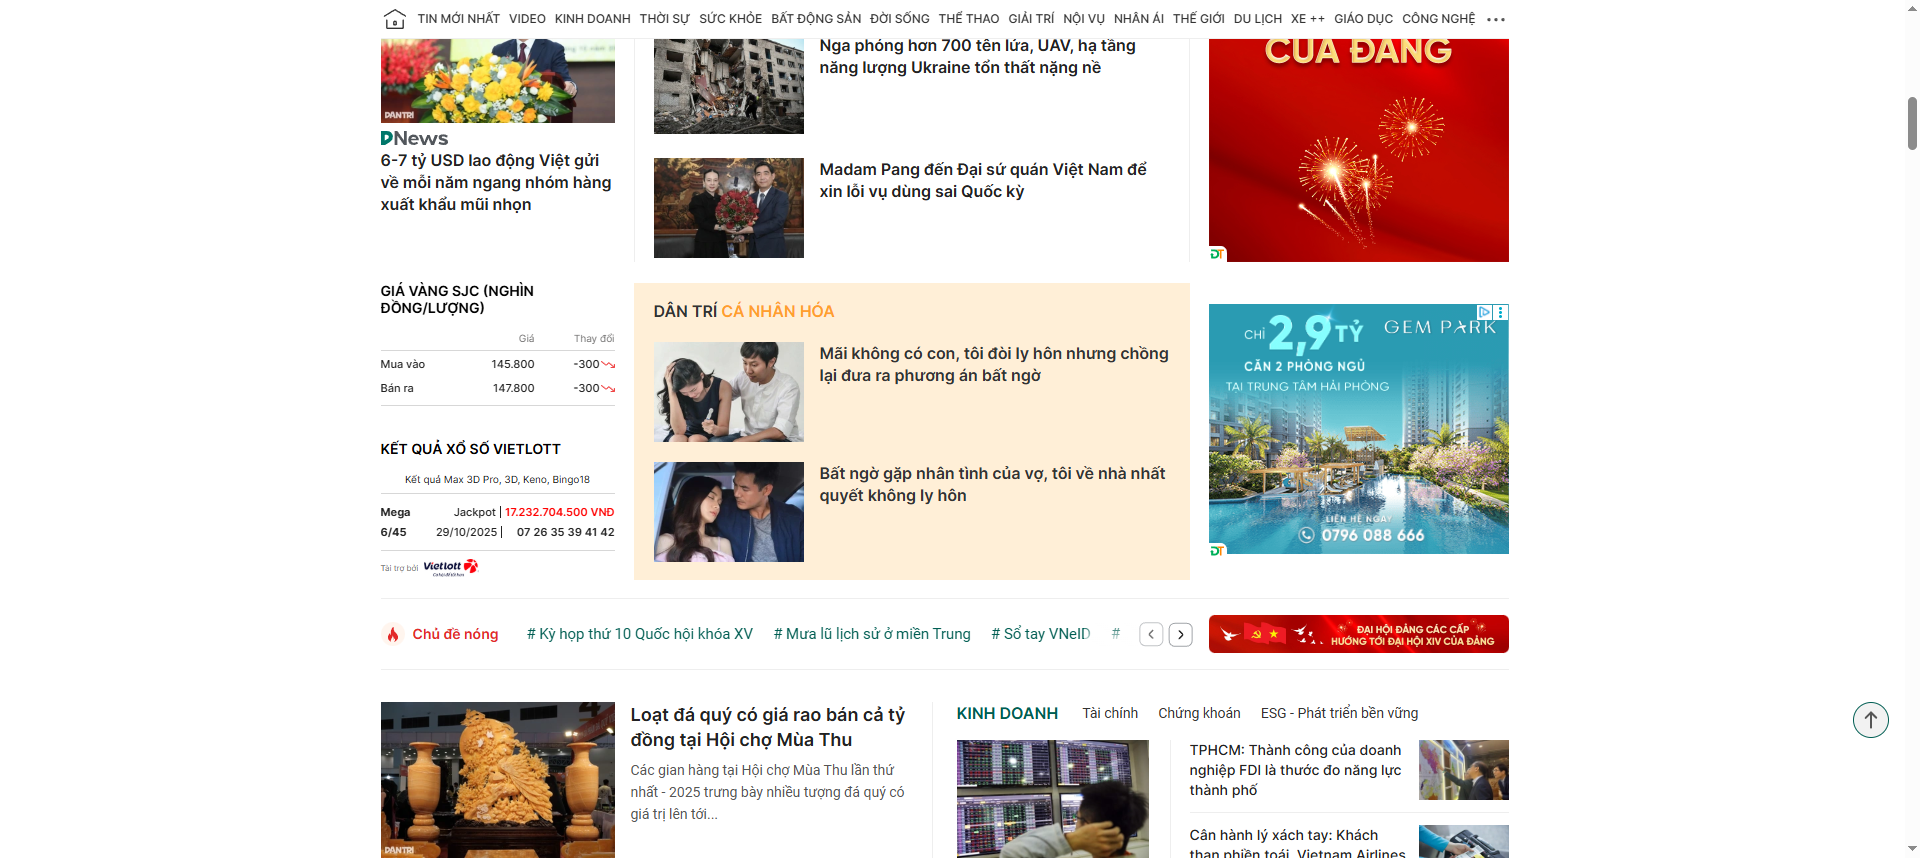 TIN MỚI NHẤT VIDEO KINH DOANH THỜI SỰ SỨC KHỎE BẤT ĐỘNG SẢN ĐỜI SỐNG THỂ THAO GIẢI TRÍ NỘI VỤ NHÂN ÁI THẾ GIỚI DU LỊCH XE ++ GIÁO DỤC CÔNG NGHỆ
DANTRI
DNews
6-7 tỷ USD lao động Việt gửi
về mỗi năm ngang nhóm hàng
xuất khẩu mũi nhọn
Nga phóng hơn 700 tên lửa, UAV, hạ tầng
năng lượng Ukraine tổn thất nặng nề
Madam Pang đến Đại sứ quán Việt Nam để
xin lỗi vụ dùng sai Quốc kỳ
CỦA ĐẢNG
DT
GIÁ VÀNG SJC (NGHÌN
ĐỒNG/LƯỢNG)
Giá Thay đổi
Mua vào 145.800 -300
Bán ra 147.800 -300
KẾT QUẢ XỔ SỐ VIETLOTT
Kết quả Max 3D Pro, 3D, Keno, Bingo18
Mega Jackpot | 17.232.704.500 VNĐ
6/45 29/10/2025 | 07 26 35 39 41 42
Tài trợ bởi Vietlott
DÂN TRÍ CÁ NHÂN HÓA
Mãi không có con, tôi đòi ly hôn nhưng chồng
lại đưa ra phương án bất ngờ
Bất ngờ gặp nhân tình của vợ, tôi về nhà nhất
quyết không ly hôn
CHỈ 2,9 TỶ GEM PARK
CĂN 2 PHÒNG NGỦ
TẠI TRUNG TÂM HẢI PHÒNG
LIÊN HỆ NGAY
0796 088 666
DT
Chủ đề nóng # Kỳ họp thứ 10 Quốc hội khóa XV # Mưa lũ lịch sử ở miền Trung # Sổ tay VNeID #
ĐẠI HỘI ĐẢNG CÁC CẤP
HƯỚNG TỚI ĐẠI HỘI XIV CỦA ĐẢNG
DANTRI
Loạt đá quý có giá rao bán cả tỷ
đồng tại Hội chợ Mùa Thu
Các gian hàng tại Hội chợ Mùa Thu lần thứ
nhất - 2025 trưng bày nhiều tượng đá quý có
giá trị lên tới...
KINH DOANH Tài chính Chứng khoán ESG - Phát triển bền vững
TPHCM: Thành công của doanh
nghiệp FDI là thước đo năng lực
thành phố
Cân hành lý xách tay: Khách
than phiền toái, Vietnam Airlines